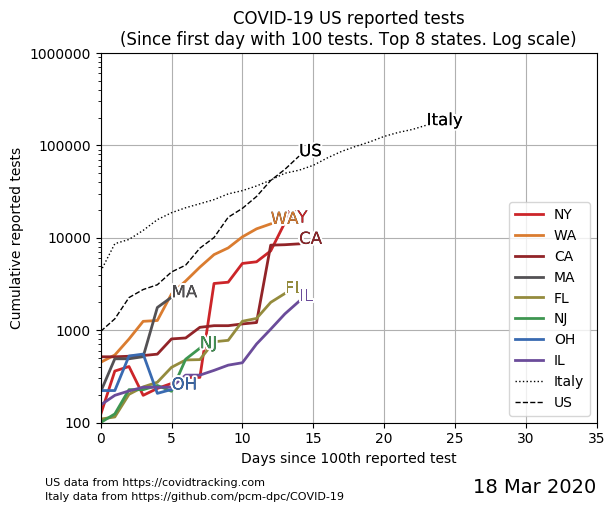 COVID-19 US reported tests
(Since first day with 100 tests. Top 8 states. Log scale)
Cumulative reported tests
1000000
100000
10000
1000
100
Italy
US
WA
NY
CA
MA
FL
IL
NJ
OH
NY
WA
CA
MA
FL
NJ
OH
IL
Italy
US
0 5 10 15 20 25 30 35
Days since 100th reported test
US data from https://covidtracking.com
Italy data from https://github.com/pcm-dpc/COVID-19
18 Mar 2020